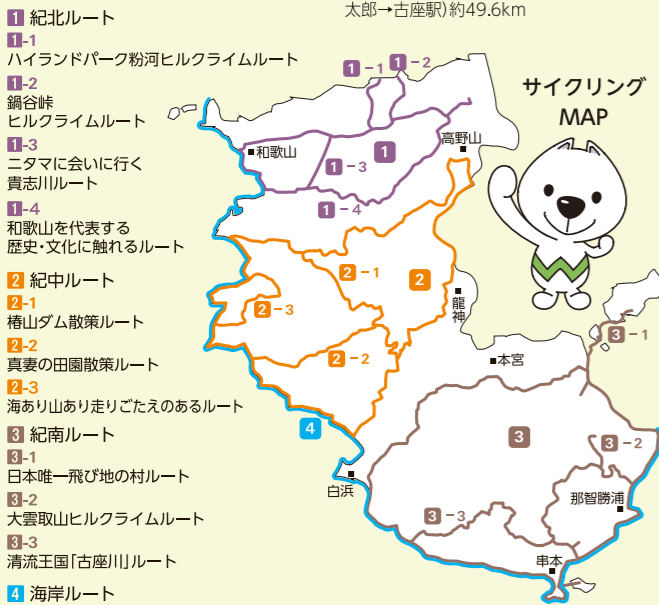 太郎→古座駅)約49.6km
1 紀北ルート
1-1
ハイランドパーク粉河ヒルクライムルート
1-2
鍋谷峠
ヒルクライムルート
1-3
ニタマに会いに行く
貴志川ルート
1-4
和歌山を代表する
歴史・文化に触れるルート
2 紀中ルート
2-1
椿山ダム散策ルート
2-2
真妻の田園散策ルート
2-3
海あり山あり走りごたえのあるルート
3 紀南ルート
3-1
日本唯一飛び地の村ルート
3-2
大雲取山ヒルクライムルート
3-3
清流王国「古座川」ルート
4 海岸ルート
サイクリング
MAP
1-1
1-2
和歌山
1
高野山
1-3
1-4
2-1
2
龍神
2-3
3-1
2-2
本宮
4
3
3-2
白浜
那智勝浦
3-3
串本